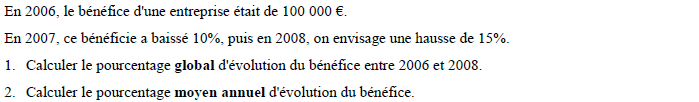 En 2006, le bénéfice d'une entreprise était de 100 000 €.
En 2007, ce bénéficie a baissé 10%, puis en 2008, on envisage une hausse de 15%.
1. Calculer le pourcentage global d'évolution du bénéfice entre 2006 et 2008.
2. Calculer le pourcentage moyen annuel d'évolution du bénéfice.